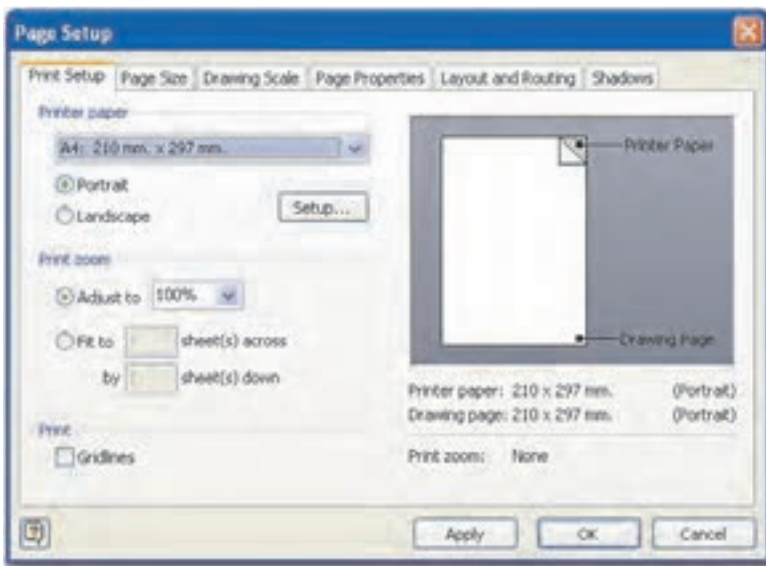 Page Setup
Print Setup Page Size Drawing Scale Page Properties Layout and Routing Shadows
Printer paper
A4: 210 mm. x 297 mm.
Portrait
Landscape
Setup...
Print zoom
Adjust to 100%
Fit to sheet(s) across
by sheet(s) down
Print
Gridlines
Printer Paper
Drawing Page
Printer paper: 210 x 297 mm. (Portrait)
Drawing page: 210 x 297 mm. (Portrait)
Print zoom: None
Apply OK Cancel